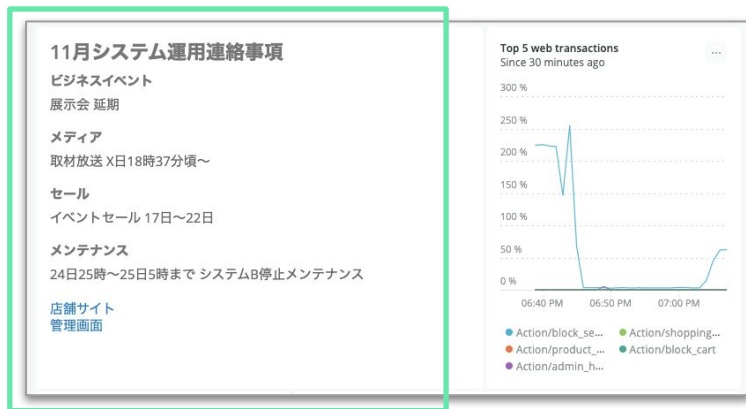 11月システム運用連絡事項
ビジネスイベント
展示会 延期
メディア
取材放送 X日18時37分頃〜
セール
イベントセール 17日〜22日
メンテナンス
24日25時〜25日5時まで システムB停止メンテナンス
店舗サイト
管理画面
Top 5 web transactions
Since 30 minutes ago
...
300 %
250 %
200 %
150 %
100 %
50 %
0 %
06:40 PM 06:50 PM 07:00 PM
Action/block_se... Action/shopping...
Action/product_... Action/block_cart
Action/admin_h...